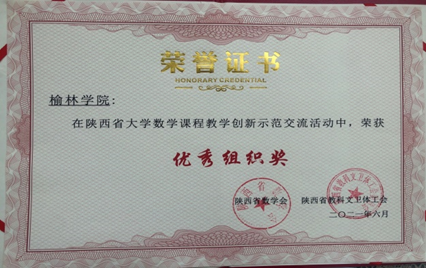 荣誉证书
HONORARY CREDENTIAL
榆林学院:
在陕西省大学数学课程教学创新示范交流活动中，荣获
优秀组织奖
陕西省数学会 陕西省教科文卫体工会
二〇二一年六月